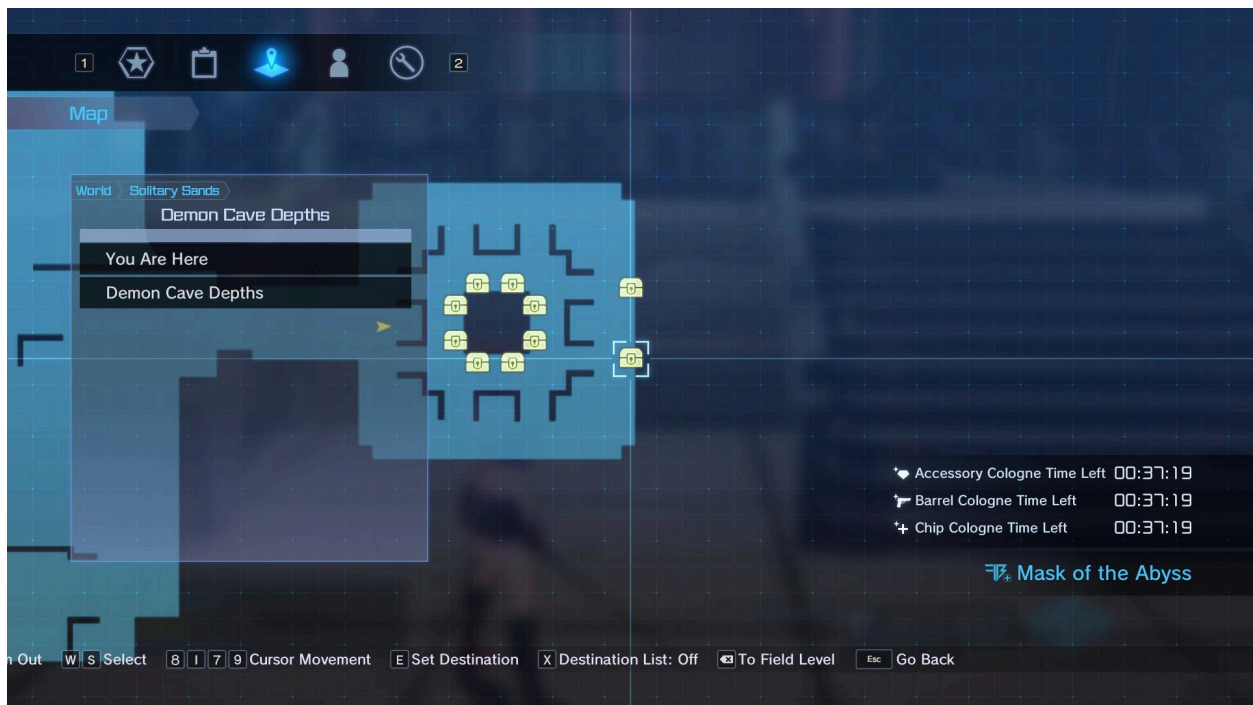 1
2
Map
World Solitary Sands
Demon Cave Depths
You Are Here
Demon Cave Depths
Accessory Cologne Time Left 00:37:19
Barrel Cologne Time Left 00:37:19
Chip Cologne Time Left 00:37:19
Mask of the Abyss
Out W S Select 8 I 7 9 Cursor Movement E Set Destination X Destination List: Off To Field Level Esc Go Back